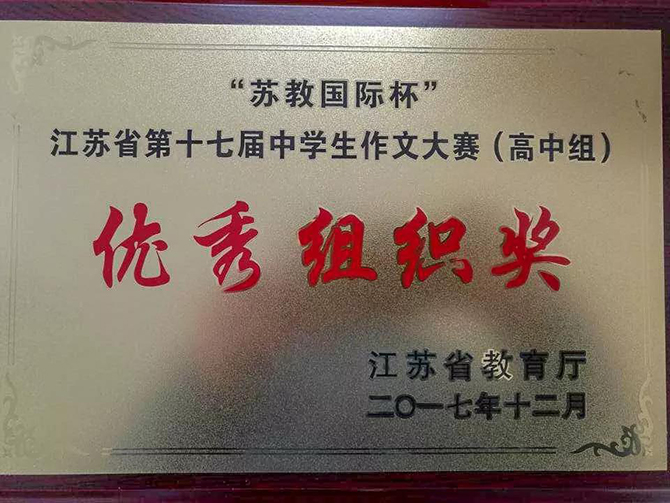 “苏教国际杯”
江苏省第十七届中学生作文大赛（高中组）
优秀组织奖
江苏省教育厅
二〇一七年十二月